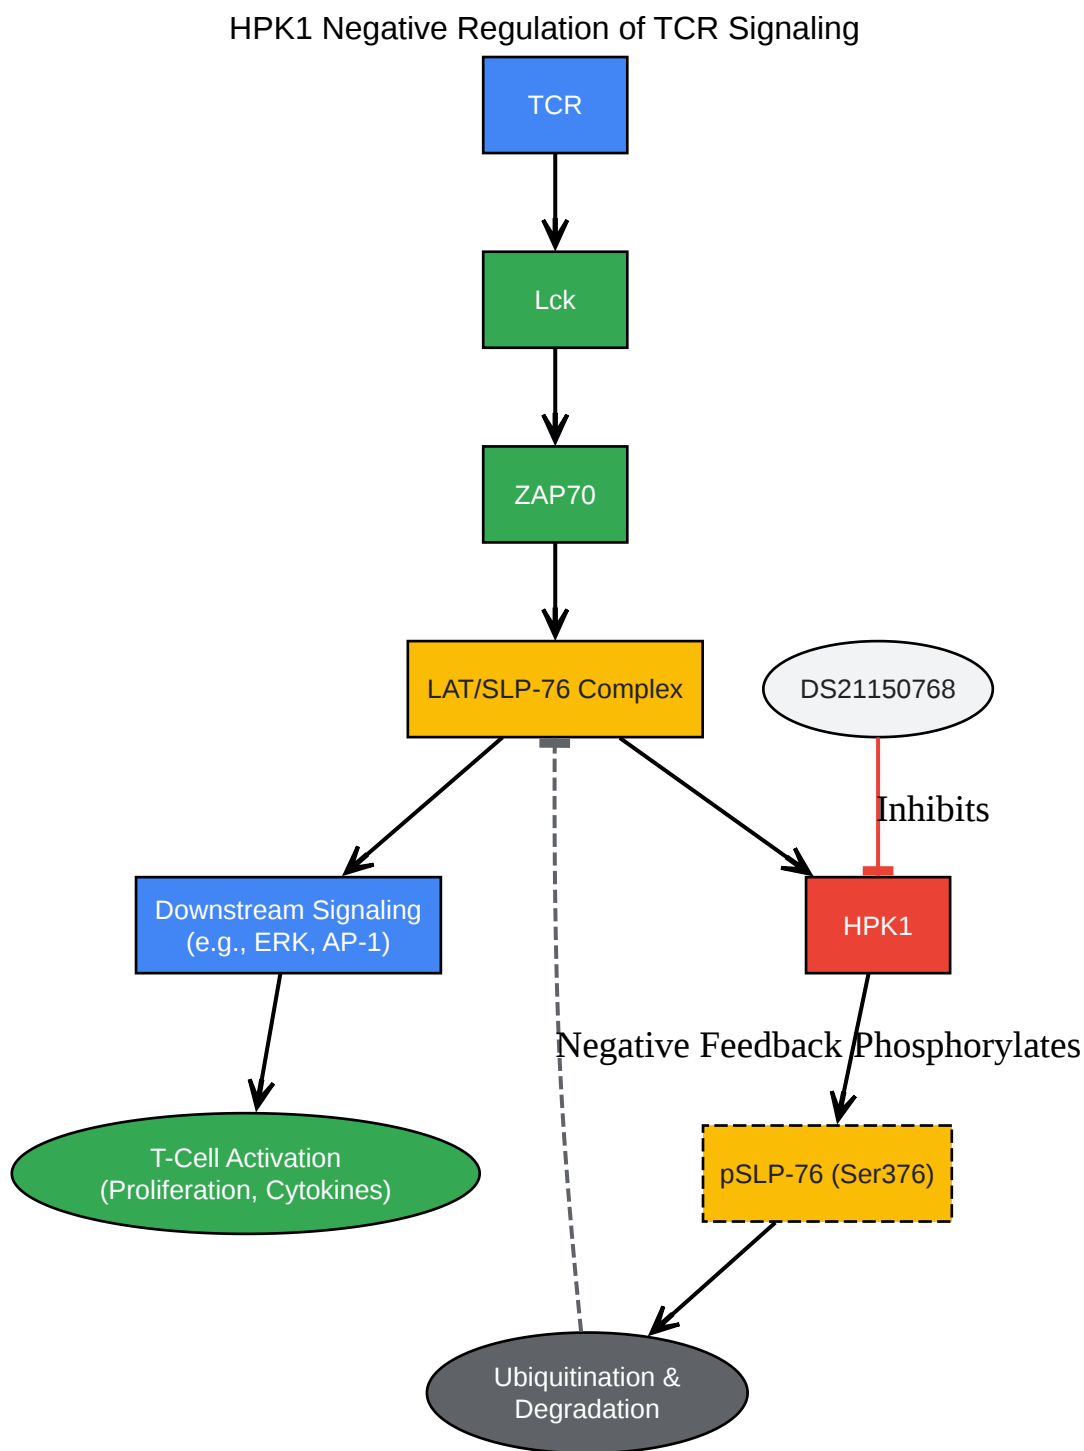 HPK1 Negative Regulation of TCR Signaling
TCR
Lck
ZAP70
LAT/SLP-76 Complex
DS21150768
Inhibits
Downstream Signaling
(e.g., ERK, AP-1)
HPK1
Negative Feedback
Phosphorylates
T-Cell Activation
(Proliferation, Cytokines)
pSLP-76 (Ser376)
Ubiquitination &
Degradation